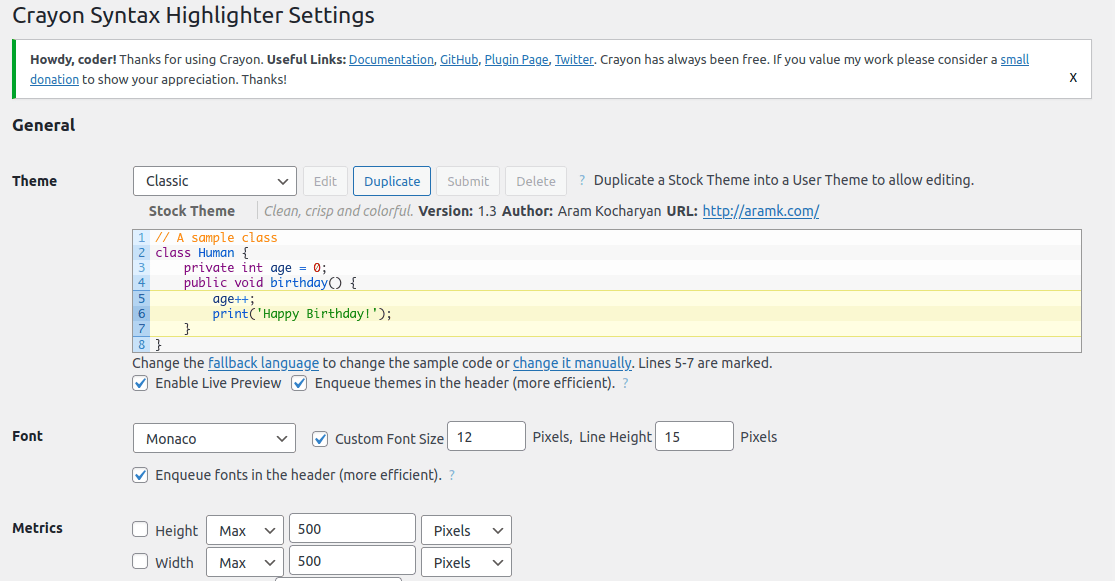 Crayon Syntax Highlighter Settings
Howdy, coder! Thanks for using Crayon. Useful Links: Documentation, GitHub, Plugin Page, Twitter. Crayon has always been free. If you value my work please consider a small
donation to show your appreciation. Thanks!
X
General
Theme
Classic
Edit
Duplicate
Submit
Delete
? Duplicate a Stock Theme into a User Theme to allow editing.
Stock Theme Clean, crisp and colorful. Version: 1.3 Author: Aram Kocharyan URL: http://aramk.com/
1 // A sample class
2 class Human {
3     private int age = 0;
4     public void birthday() {
5         age++;
6         print('Happy Birthday!');
7     }
8 }
Change the fallback language to change the sample code or change it manually. Lines 5-7 are marked.
Enable Live Preview Enqueue themes in the header (more efficient). ?
Font
Monaco
Custom Font Size 12 Pixels, Line Height 15 Pixels
Enqueue fonts in the header (more efficient). ?
Metrics
Height Max 500 Pixels
Width Max 500 Pixels